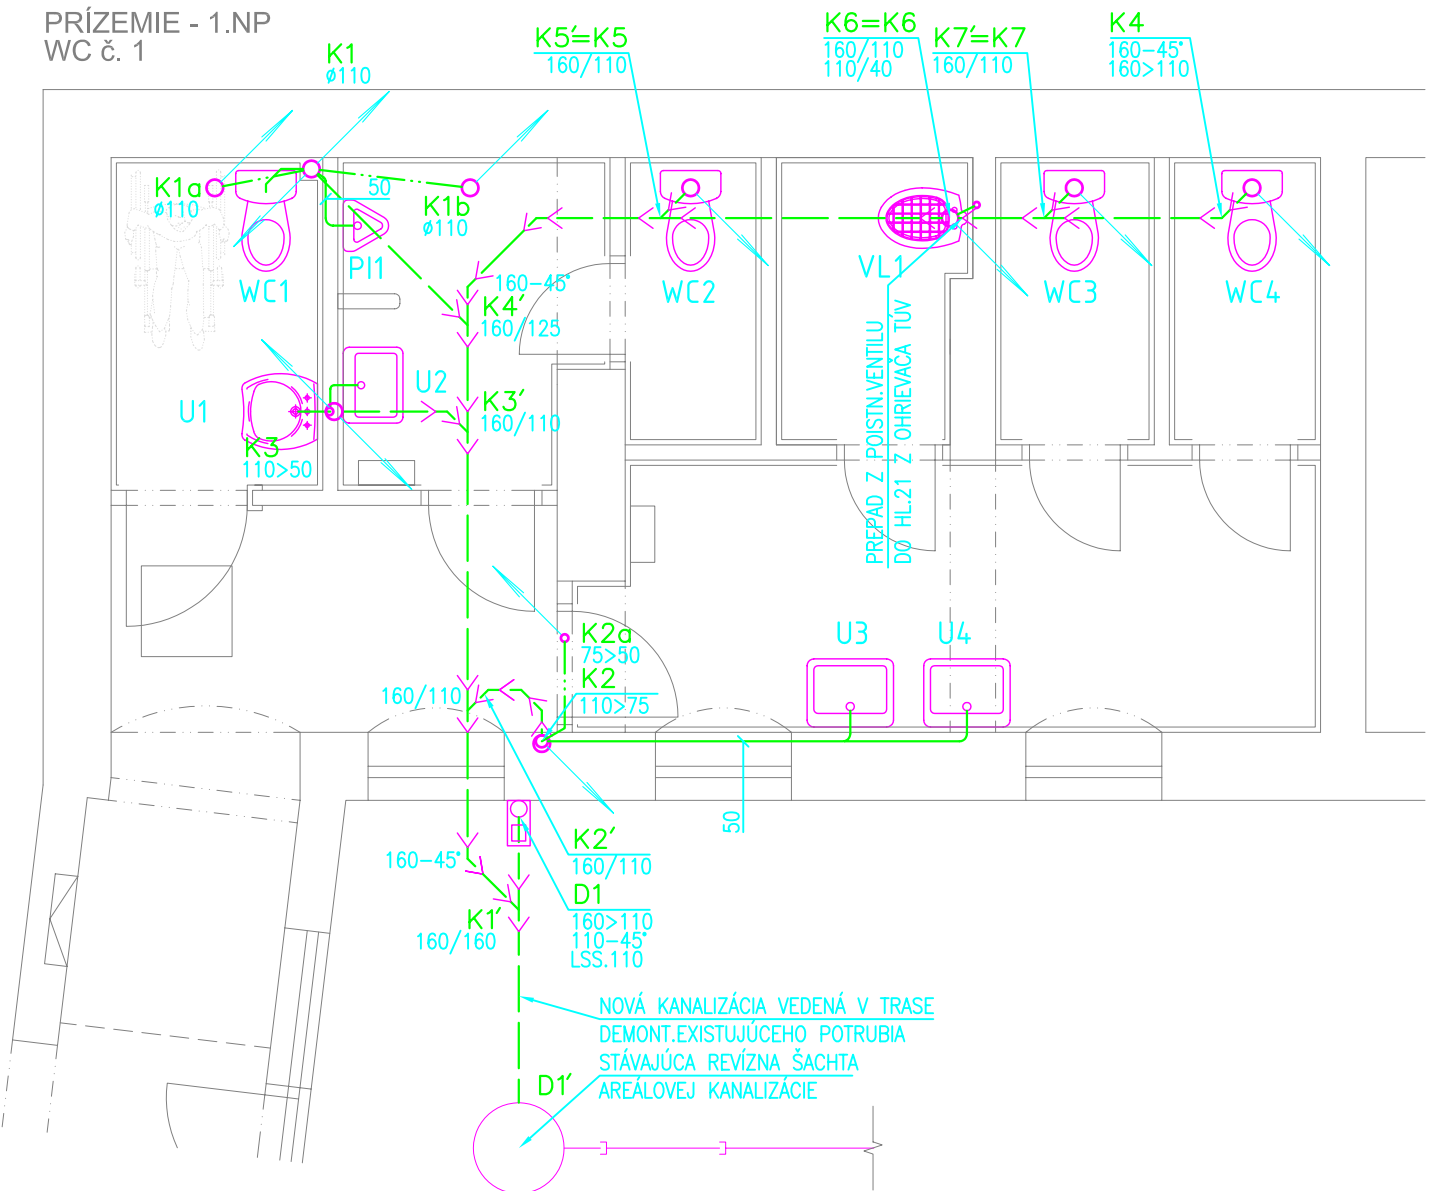 PRÍZEMIE - 1.NP
WC č. 1
K1
ø110
K5'=K5
160/110
K6=K6
160/110
110/40
K7'=K7
160/110
K4
160-45°
160>110
K1a
ø110
50
K1b
ø110
WC1
PI1
160-45°
K4'
160/125
WC2
VL1
WC3
WC4
U1
U2
K3'
160/110
K3
110>50
PREPAD Z POISTN.VENTILU
DO HL.21 Z OHRIEVAČA TÚV
K2a
75>50
K2
110>75
U3
U4
160/110
50
160-45°
K2'
160/110
D1
160>110
110-45°
LSS.110
K1'
160/160
NOVÁ KANALIZÁCIA VEDENÁ V TRASE
DEMONT.EXISTUJÚCEHO POTRUBIA
STÁVAJÚCA REVÍZNA ŠACHTA
AREÁLOVEJ KANALIZÁCIE
D1'